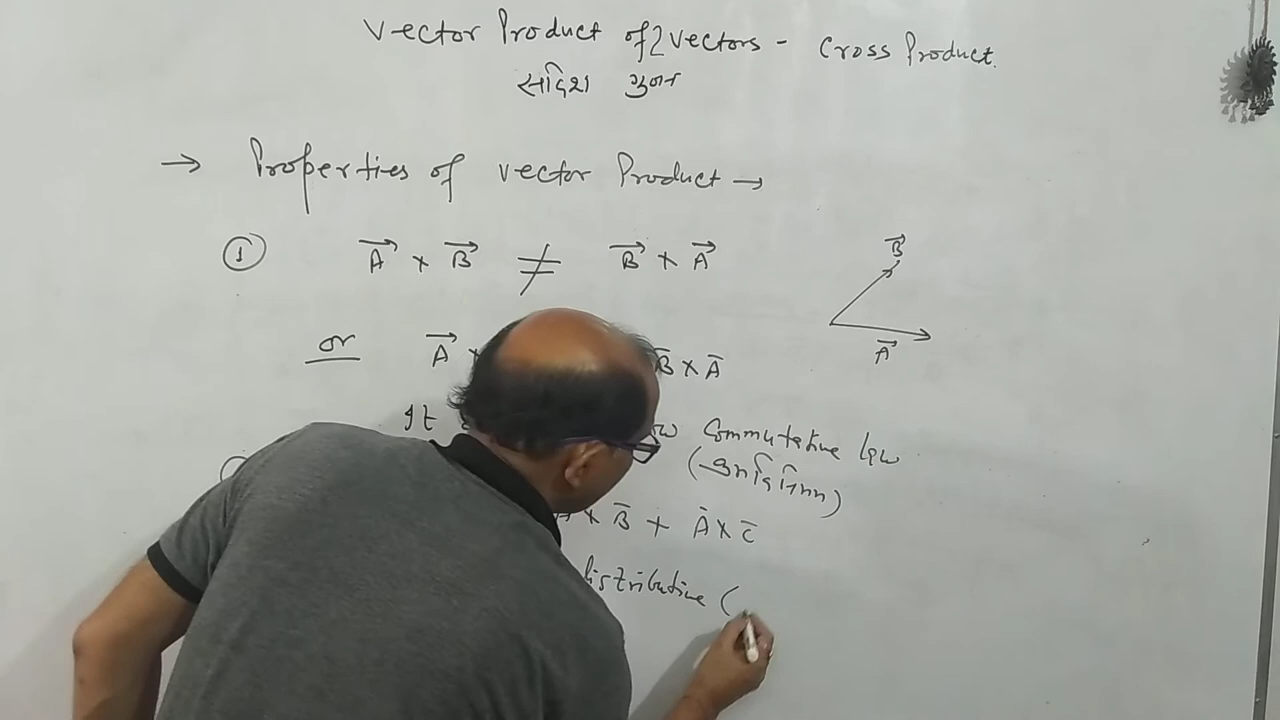 Vector Product of 2 vectors - Cross Product.
सदिश गुणन
→ Properties of vector Product →
① A⃗ × B⃗ ≠ B⃗ × A⃗
B⃗
A⃗
or A⃗ × B̄ × Ā
It Commutative law
× B̄ + Ā × C̄
distributive (